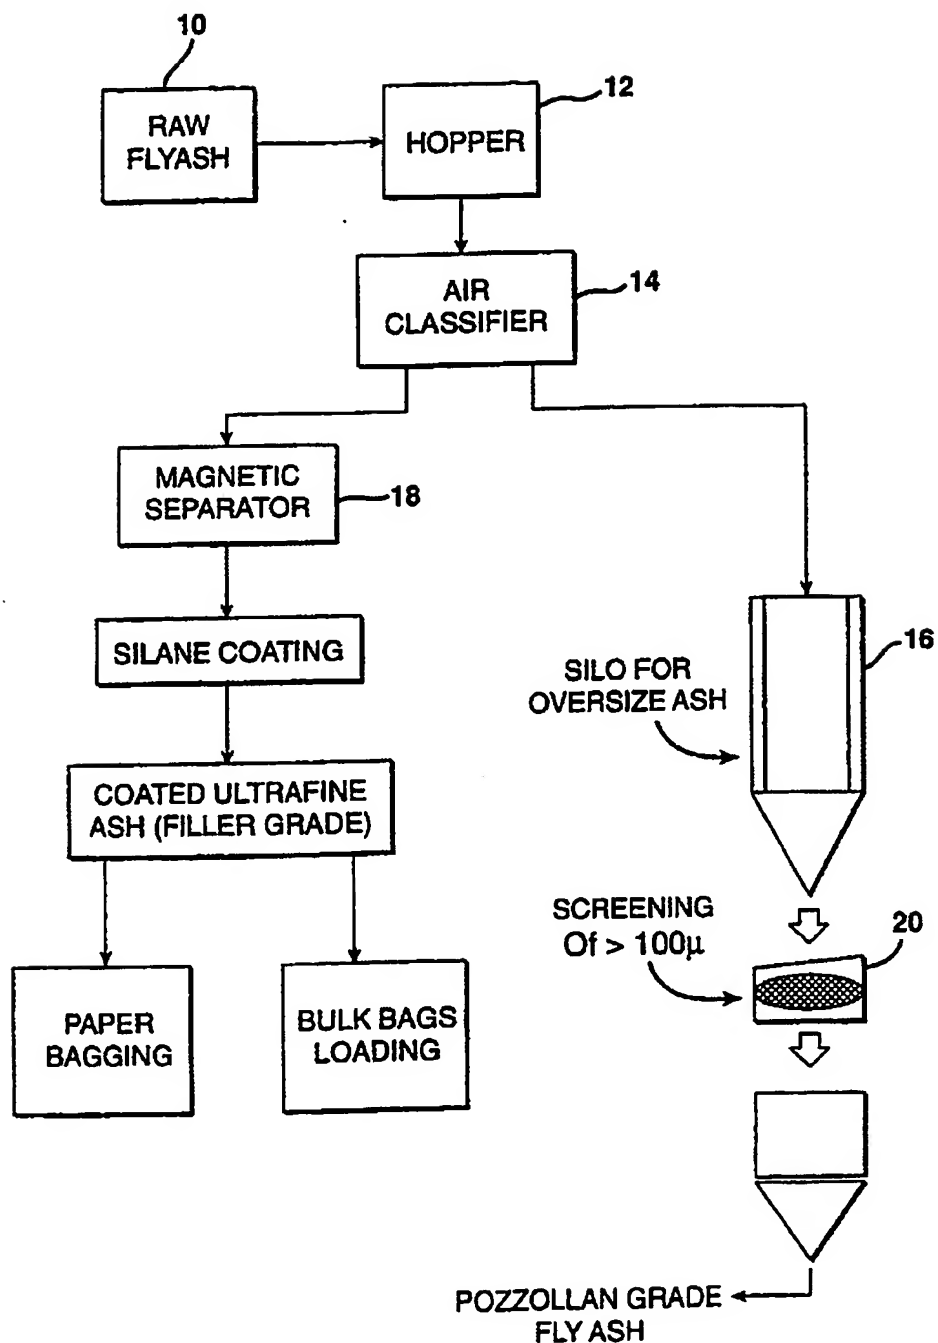 10
RAW
FLYASH
12
HOPPER
14
AIR
CLASSIFIER
MAGNETIC
SEPARATOR
18
SILANE COATING
16
SILO FOR
OVERSIZE ASH
COATED ULTRAFINE
ASH (FILLER GRADE)
SCREENING
Of > 100μ
20
PAPER
BAGGING
BULK BAGS
LOADING
POZZOLLAN GRADE
FLY ASH